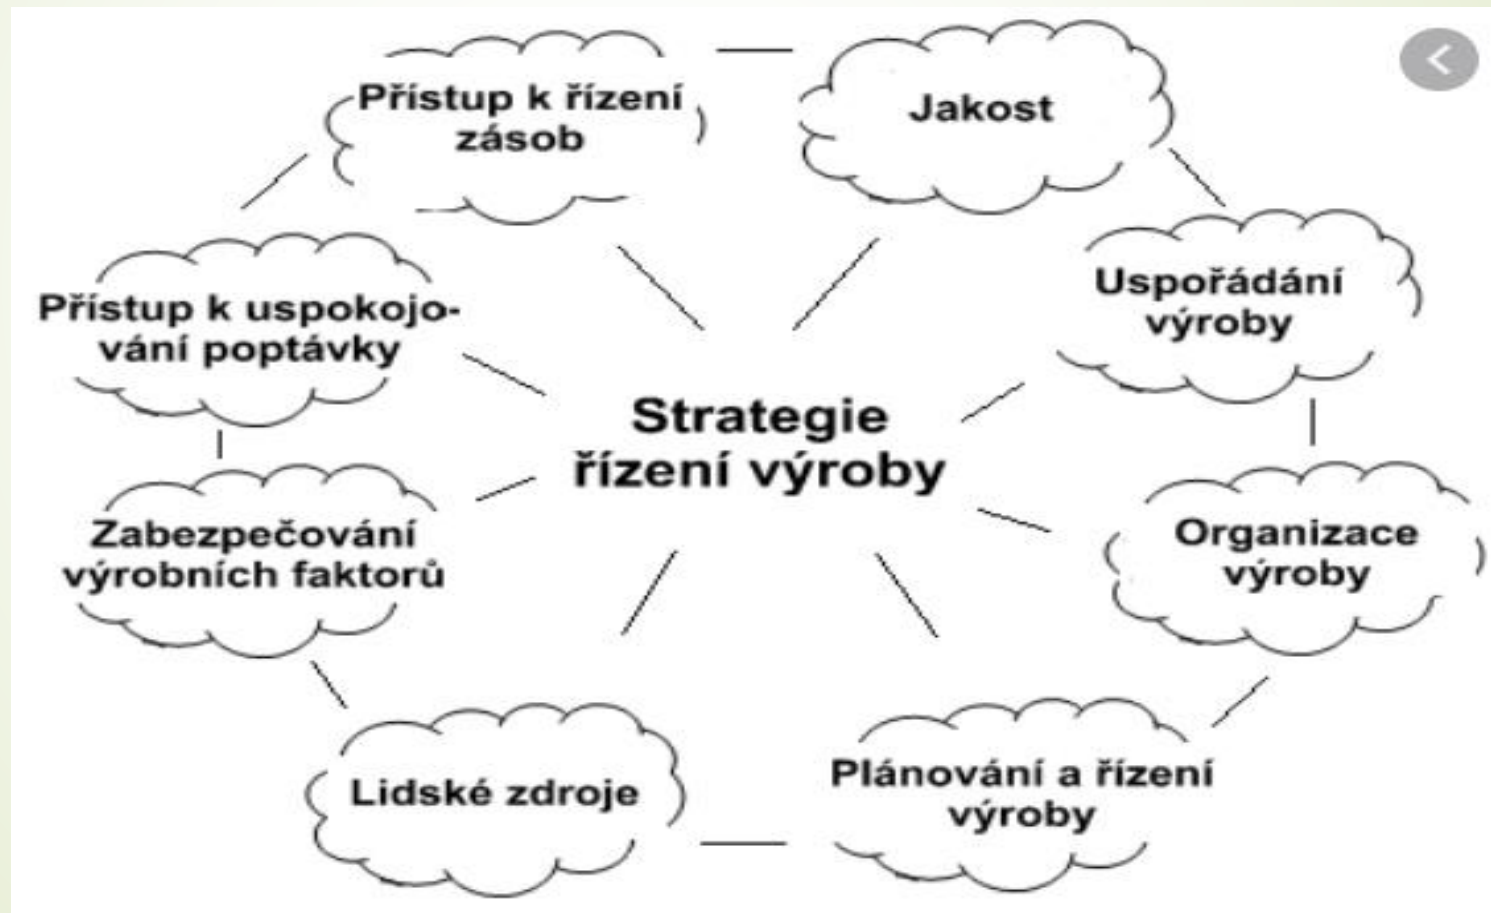 Přístup k řízení
zásob
Jakost
Uspořádání
výroby
Přístup k uspokojo-
vání poptávky
Strategie
řízení výroby
Zabezpečování
výrobních faktorů
Organizace
výroby
Lidské zdroje
Plánování a řízení
výroby